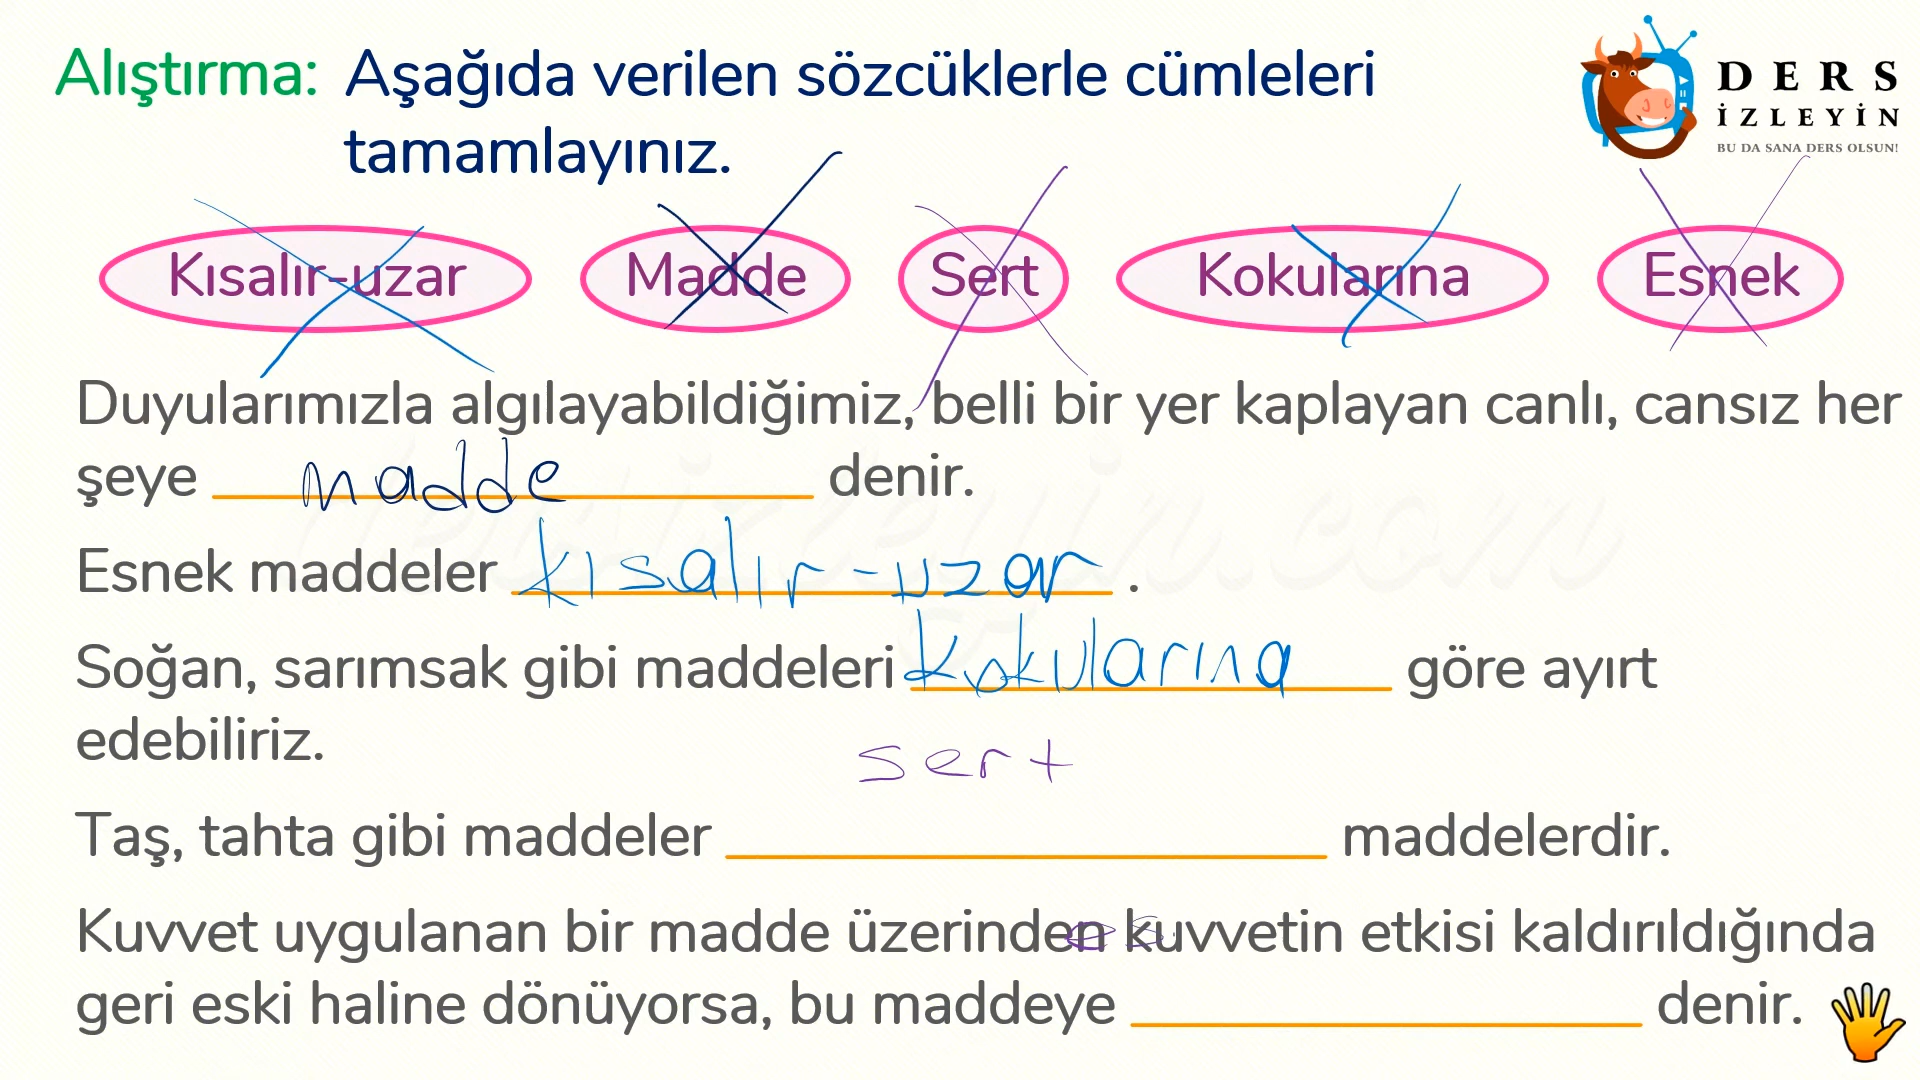 Alıştırma: Aşağıda verilen sözcüklerle cümleleri
tamamlayınız.
DERS
İZLEYİN
BU DA SANA DERS OLSUN!
Kısalır-uzar Madde Sert Kokularına Esnek
Duyularımızla algılayabildiğimiz, belli bir yer kaplayan canlı, cansız her
şeye madde denir.
Esnek maddeler kısalır-uzar.
Soğan, sarımsak gibi maddeleri kokularına göre ayırt
edebiliriz.
sert
Taş, tahta gibi maddeler maddelerdir.
Kuvvet uygulanan bir madde üzerinden kuvvetin etkisi kaldırıldığında
geri eski haline dönüyorsa, bu maddeye denir.